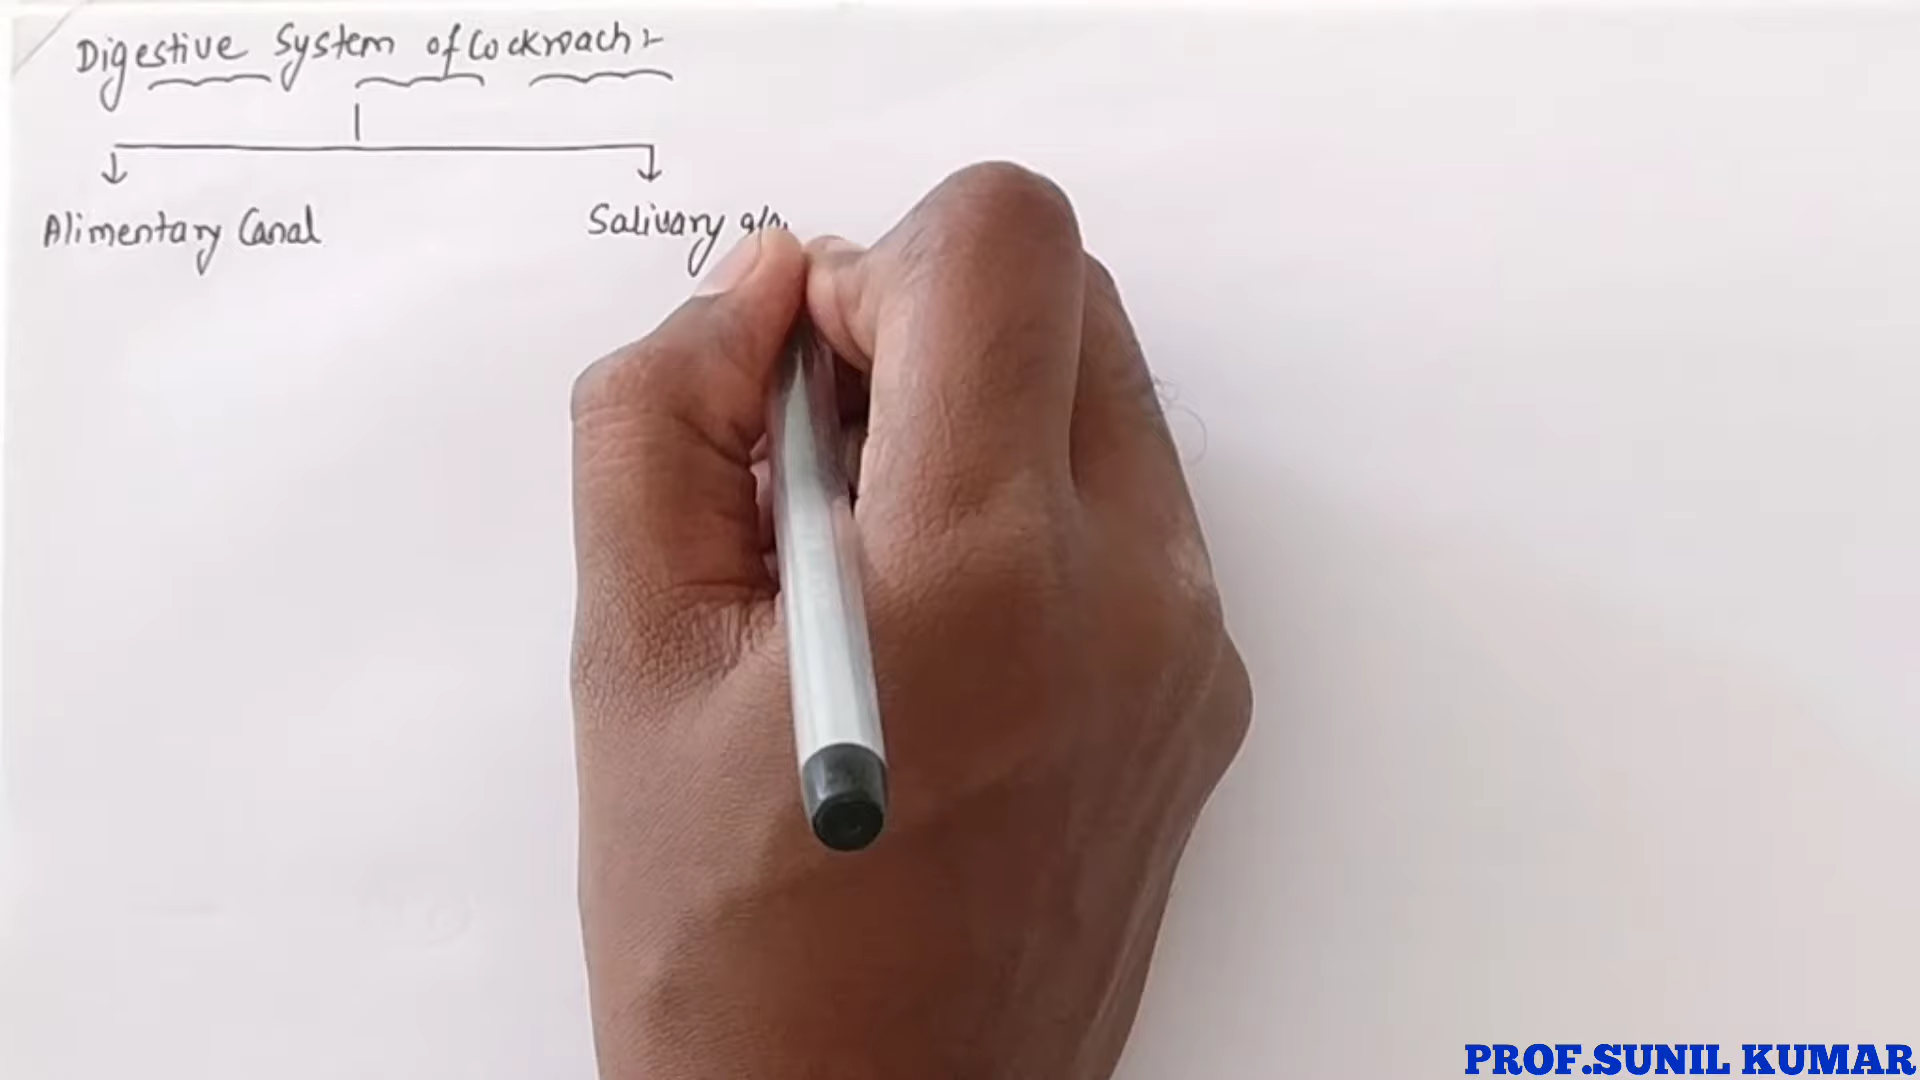 Digestive System of Cockroach :-
Alimentary Canal
Salivary
PROF.SUNIL KUMAR